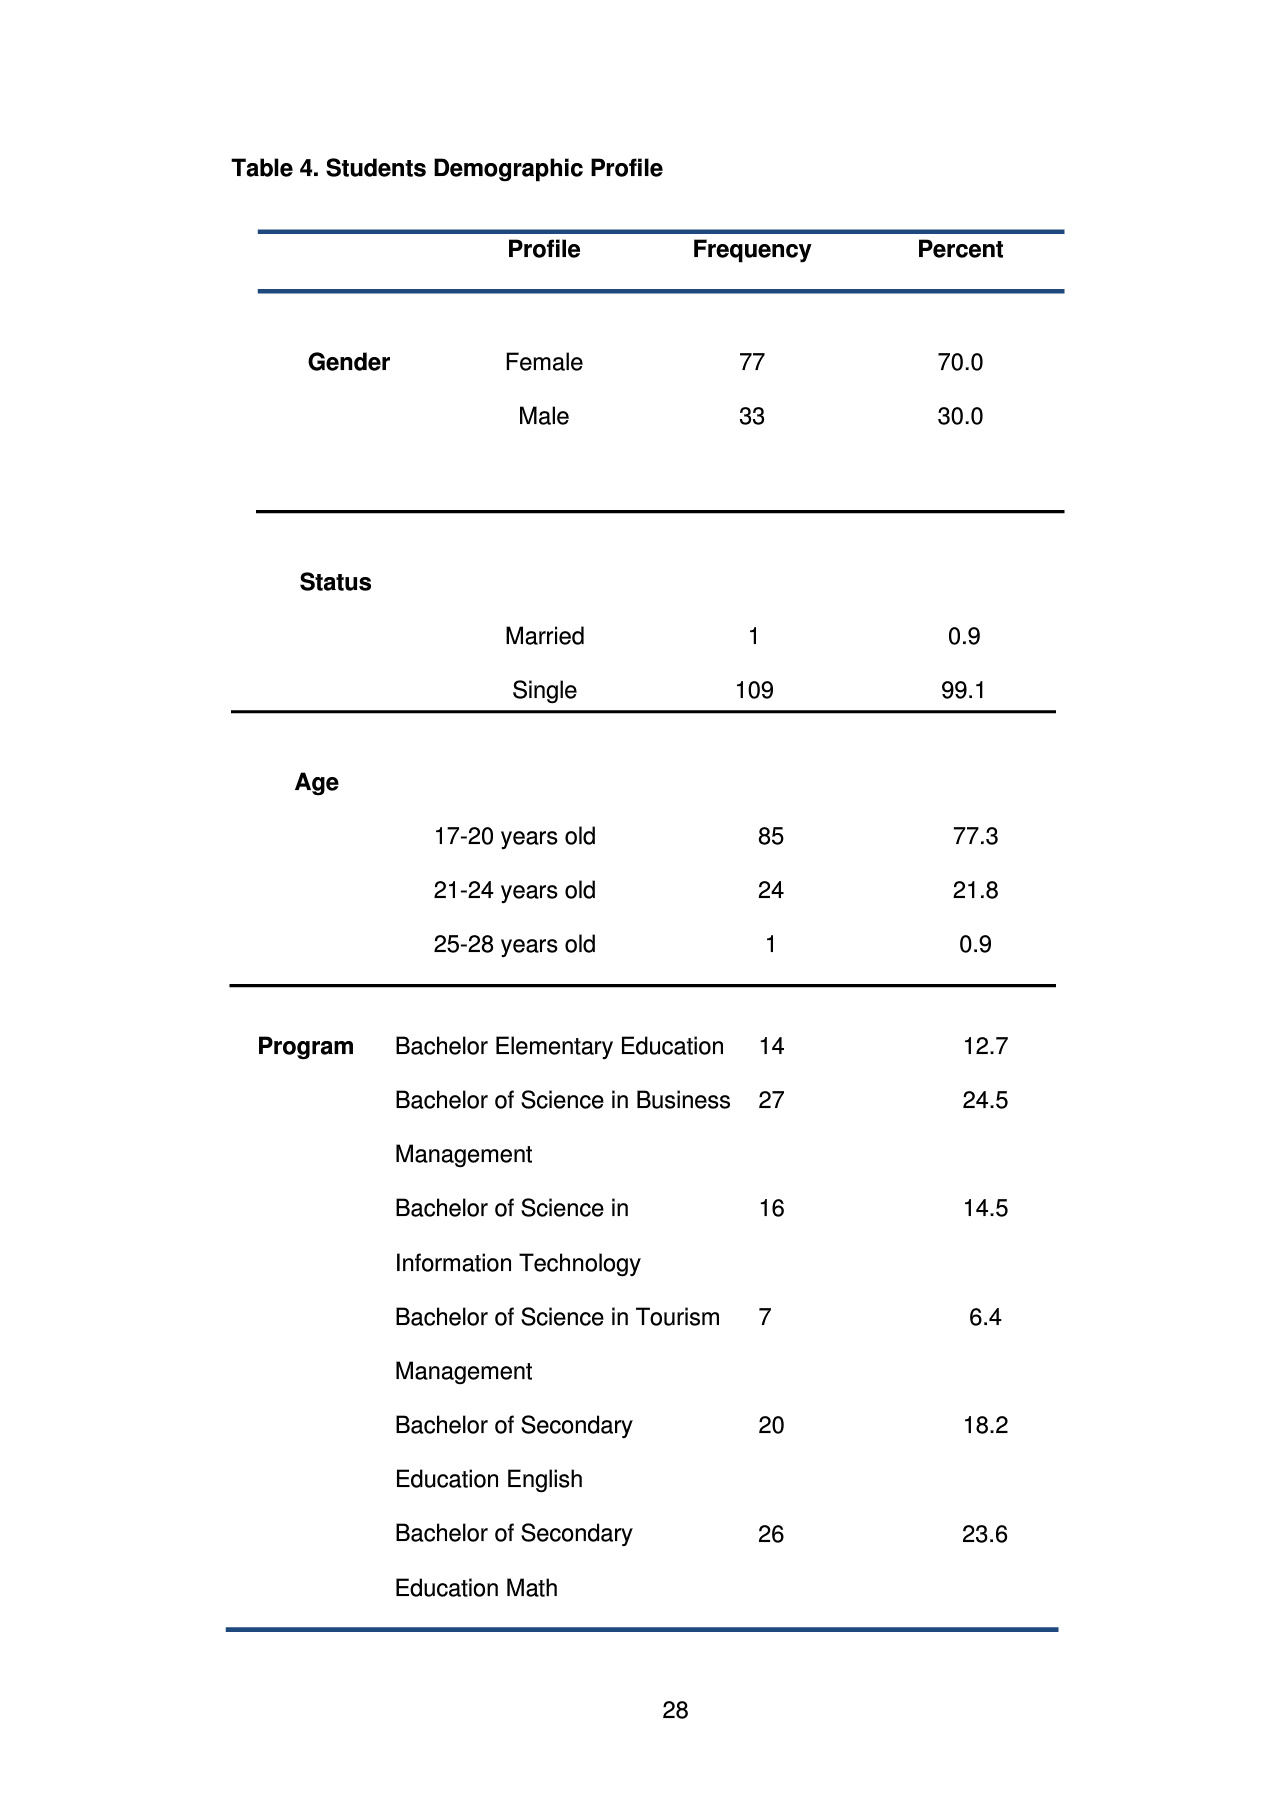 Table 4. Students Demographic Profile
Profile Frequency Percent
Gender Female 77 70.0
Male 33 30.0
Status
Married 1 0.9
Single 109 99.1
Age
17-20 years old 85 77.3
21-24 years old 24 21.8
25-28 years old 1 0.9
Program Bachelor Elementary Education 14 12.7
Bachelor of Science in Business 27 24.5
Management
Bachelor of Science in 16 14.5
Information Technology
Bachelor of Science in Tourism 7 6.4
Management
Bachelor of Secondary 20 18.2
Education English
Bachelor of Secondary 26 23.6
Education Math
28